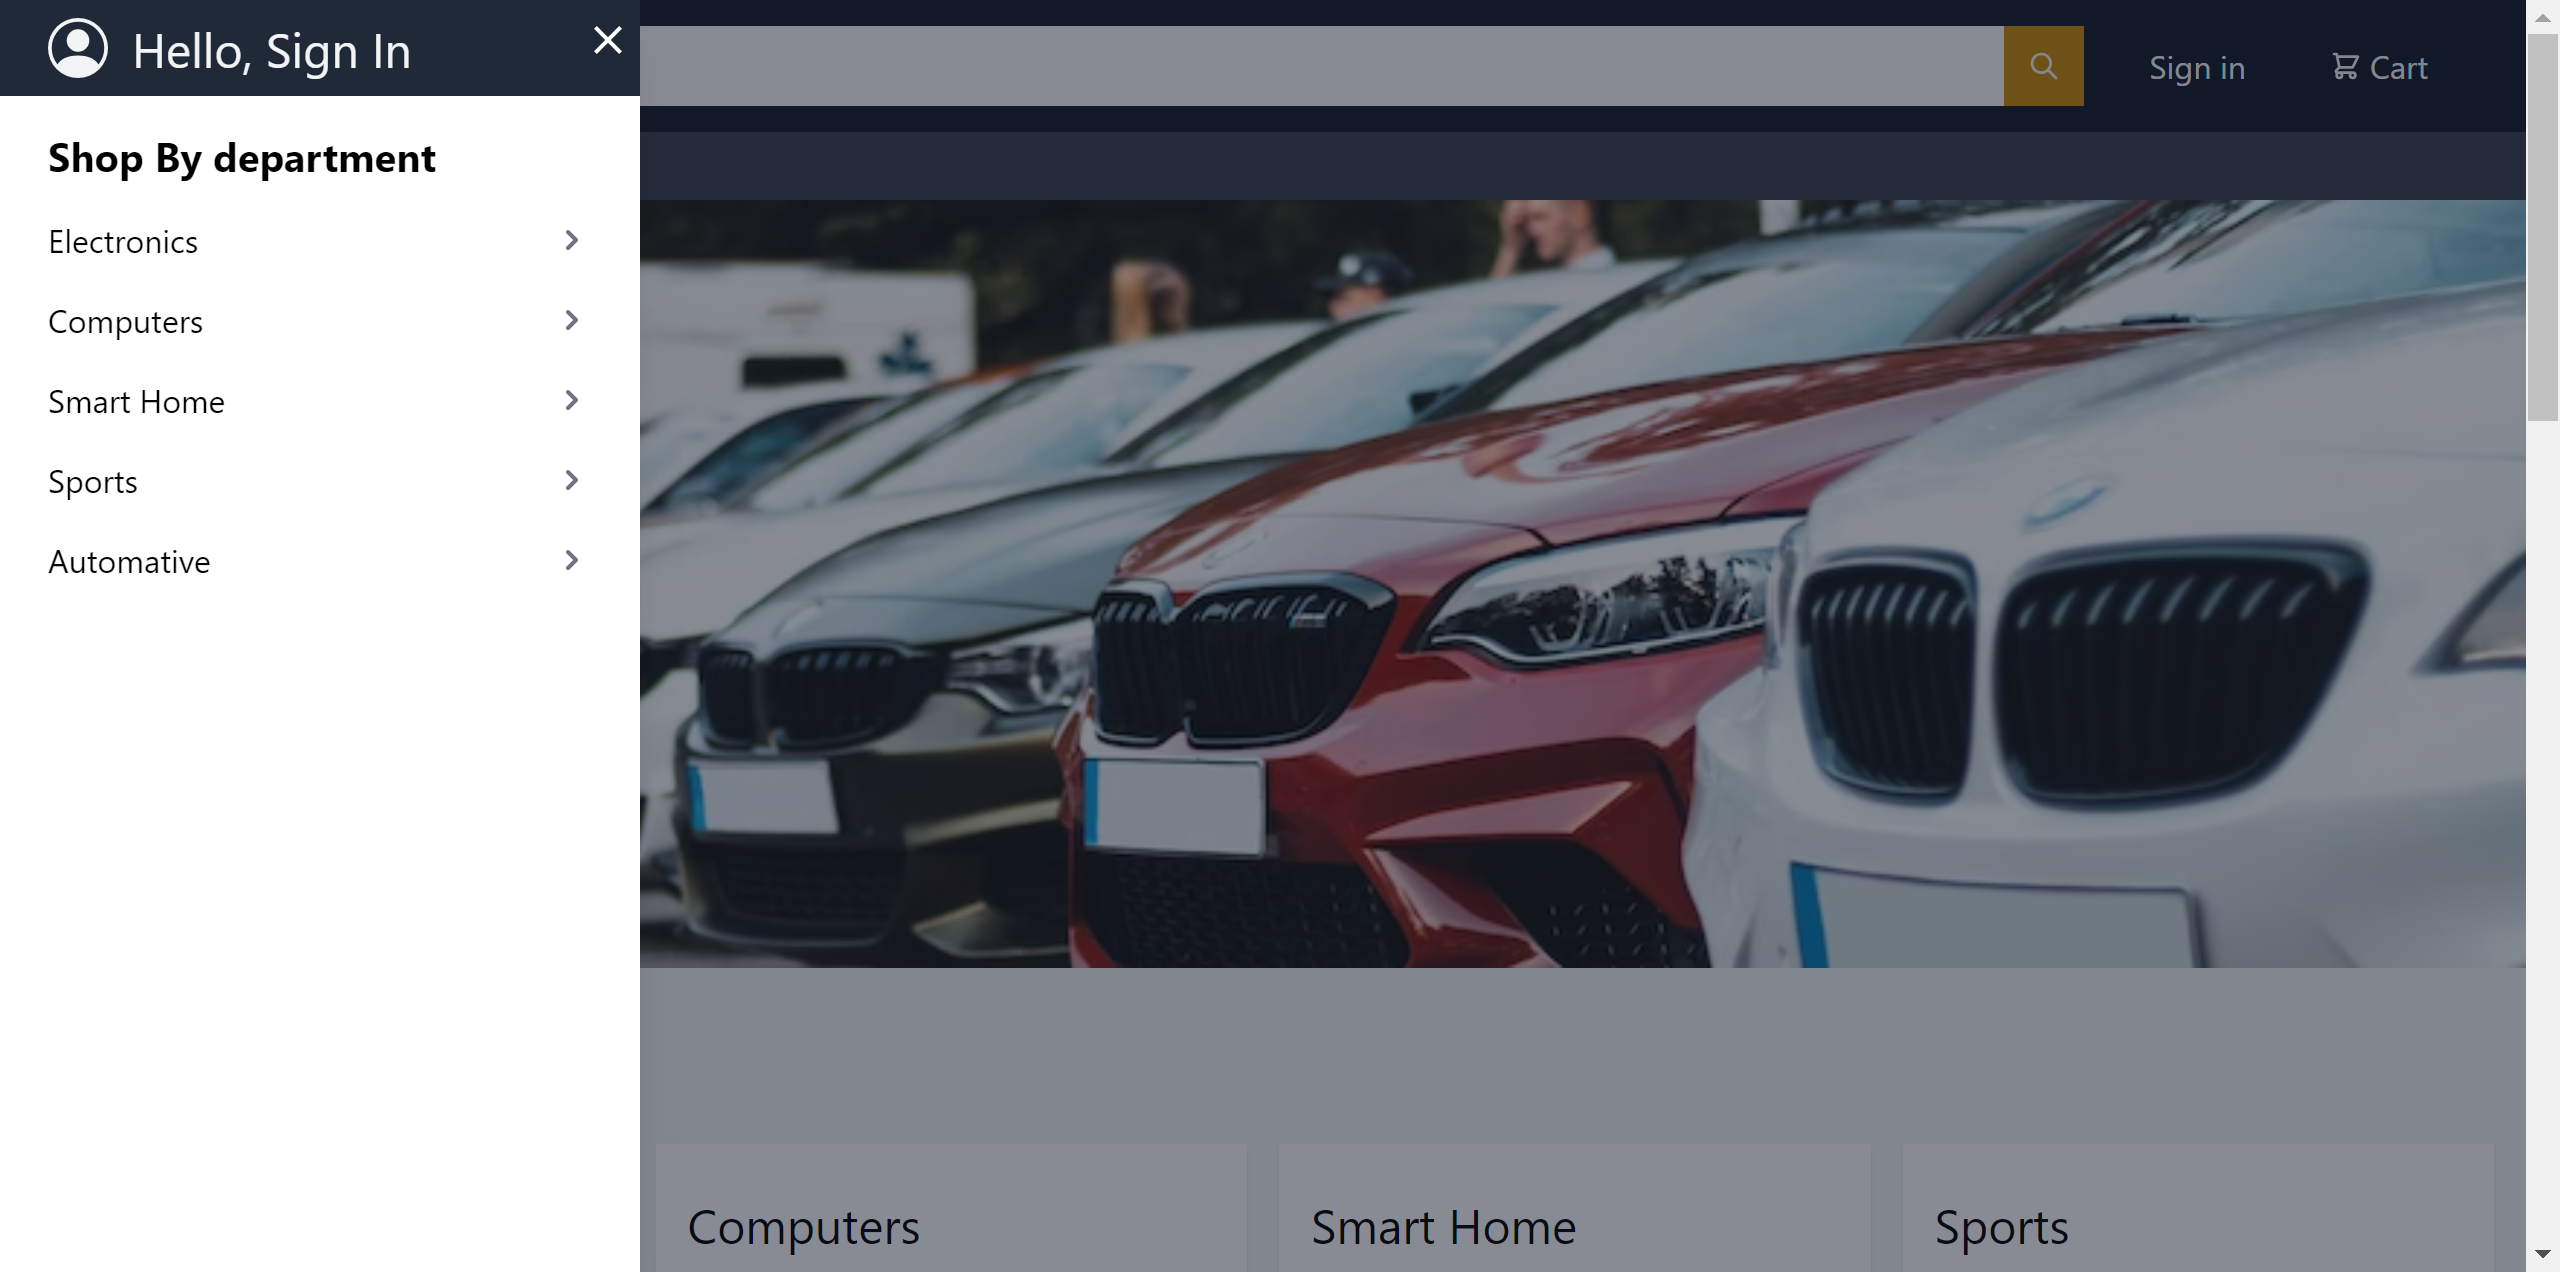 Hello, Sign In
Sign in
Cart
Shop By department
Electronics
Computers
Smart Home
Sports
Automative
Computers
Smart Home
Sports